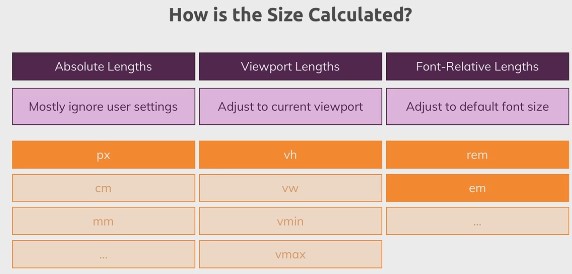 How is the Size Calculated?
Absolute Lengths
Viewport Lengths
Font-Relative Lengths
Mostly ignore user settings
Adjust to current viewport
Adjust to default font size
px
vh
rem
cm
vw
em
mm
vmin
...
...
vmax